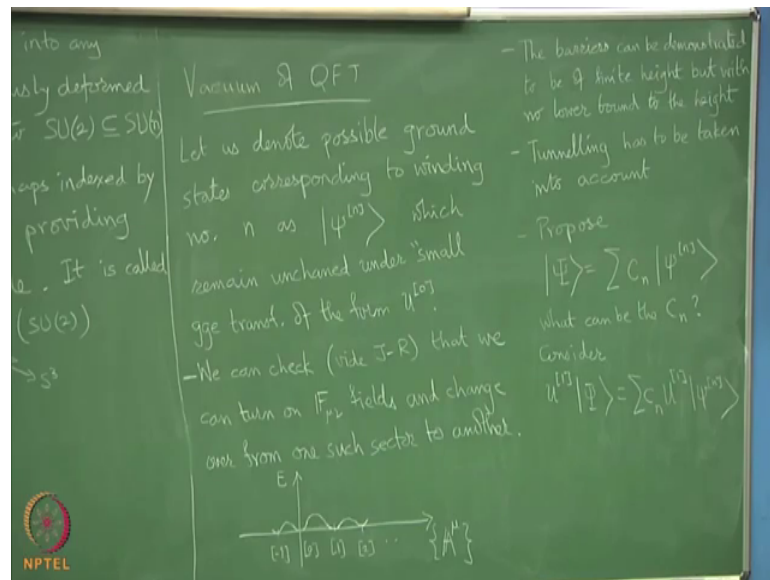 into any
usly deformed
SU(2) ⊆ SU(n)
maps indexed by
providing
e. It is called
(SU(2))
→ S³
Vacuum of QFT
Let us denote possible ground
states corresponding to winding
no. n as |ψ^[n]⟩ which
remain unchaned under "small
gge transf. of the form U^[0].
- We can check (vide J-R) that we
can turn on F_μν fields and change
over from one such sector to another.
E
[-1] [0] [1] [2] ... {A^μ}
- The barriers can be demonstrated
to be of finite height but with
no lower bound to the height
- Tunnelling has to be taken
into account
- Propose
|Ψ⟩ = Σ C_n |ψ^[n]⟩
what can be the C_n?
Consider
U^[1] |Ψ⟩ = Σ C_n U^[1] |ψ^[n]⟩
NPTEL